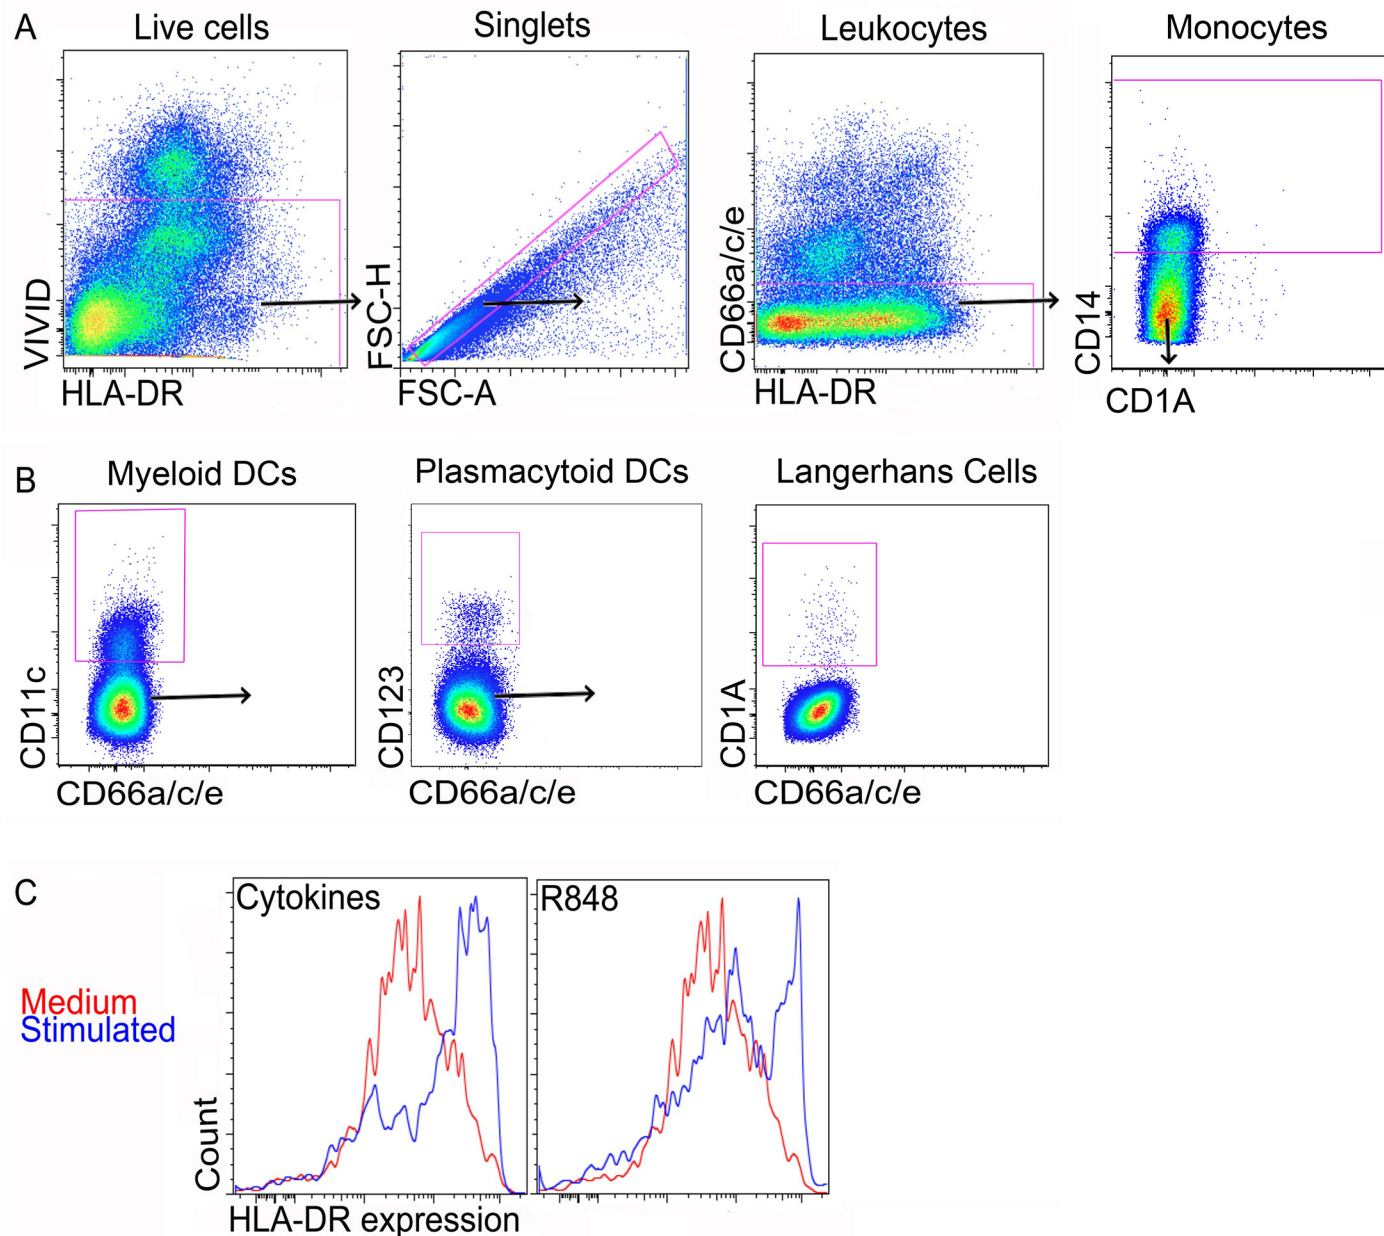 A
Live cells
Singlets
Leukocytes
Monocytes
VIVID
HLA-DR
FSC-H
FSC-A
CD66a/c/e
HLA-DR
CD14
CD1A
B
Myeloid DCs
Plasmacytoid DCs
Langerhans Cells
CD11c
CD66a/c/e
CD123
CD66a/c/e
CD1A
CD66a/c/e
C
Cytokines
R848
Medium
Stimulated
Count
HLA-DR expression